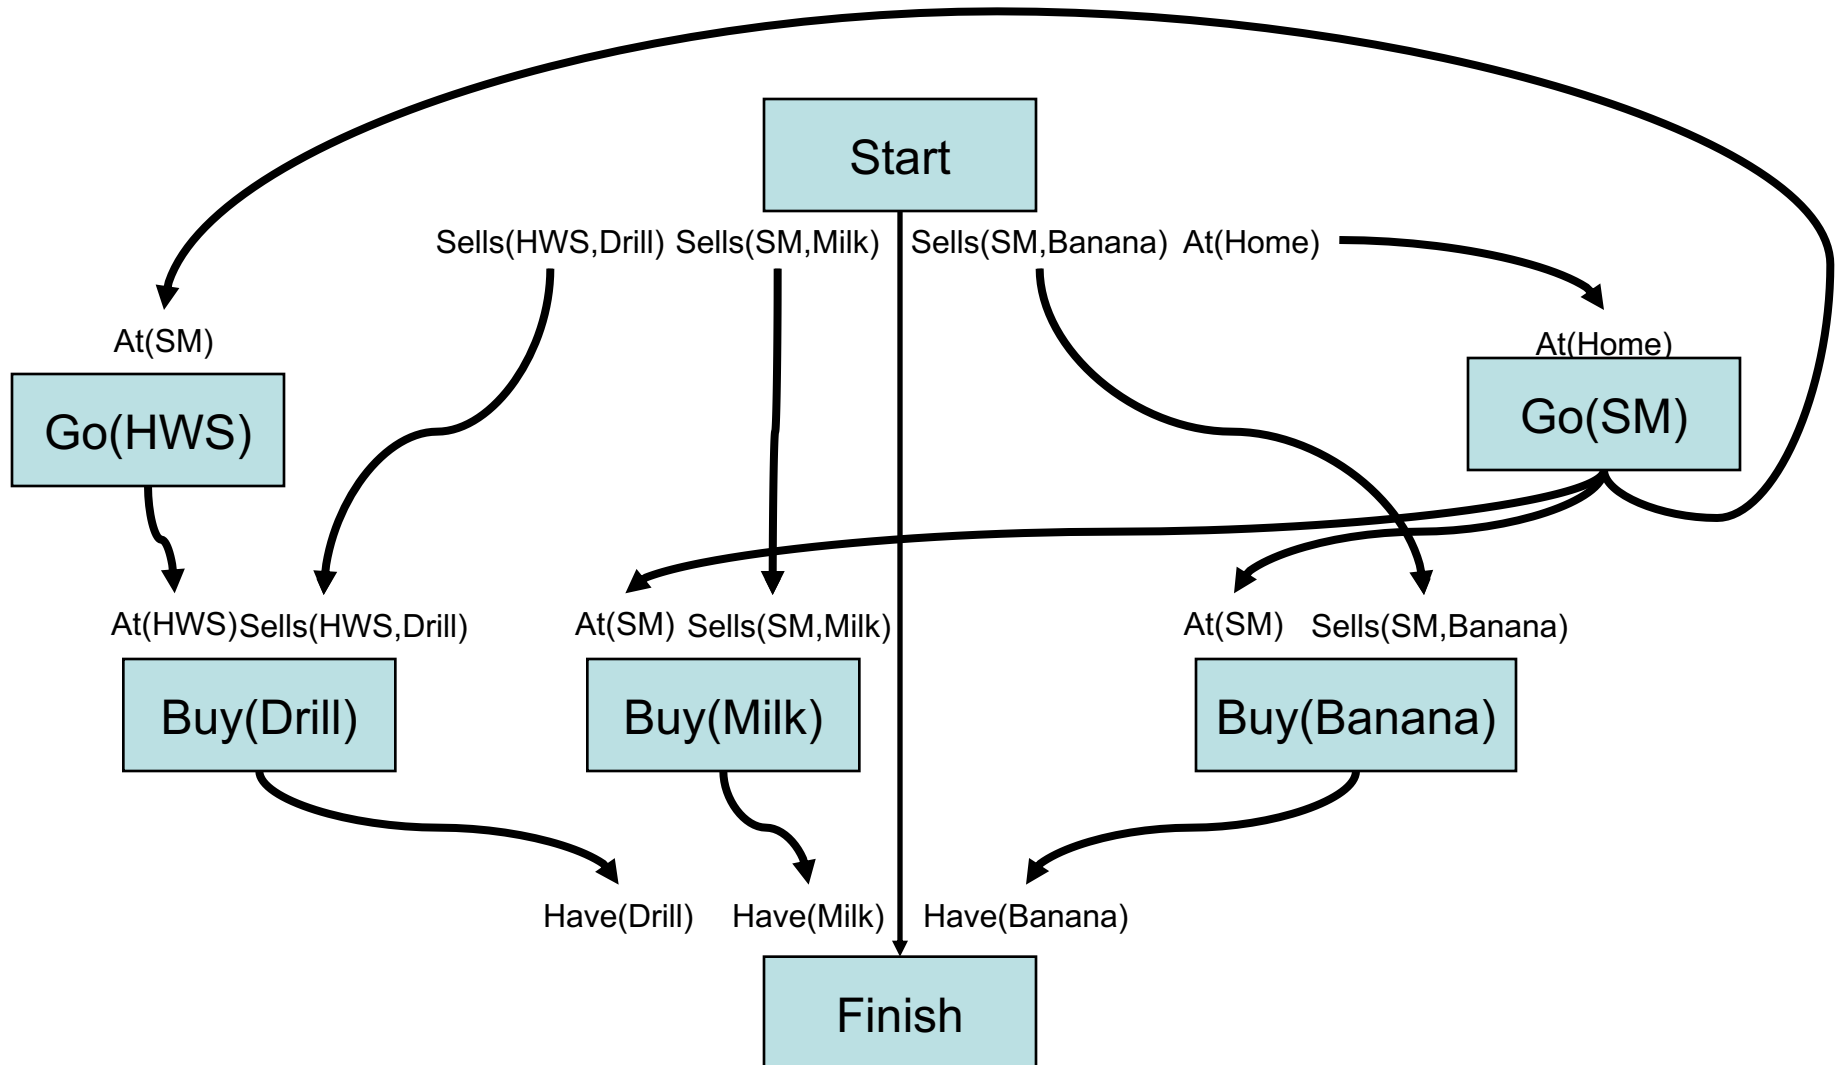 Start
Sells(HWS,Drill) Sells(SM,Milk) Sells(SM,Banana) At(Home)
At(SM)
At(Home)
Go(HWS)
Go(SM)
At(HWS) Sells(HWS,Drill) At(SM) Sells(SM,Milk) At(SM) Sells(SM,Banana)
Buy(Drill)
Buy(Milk)
Buy(Banana)
Have(Drill) Have(Milk) Have(Banana)
Finish